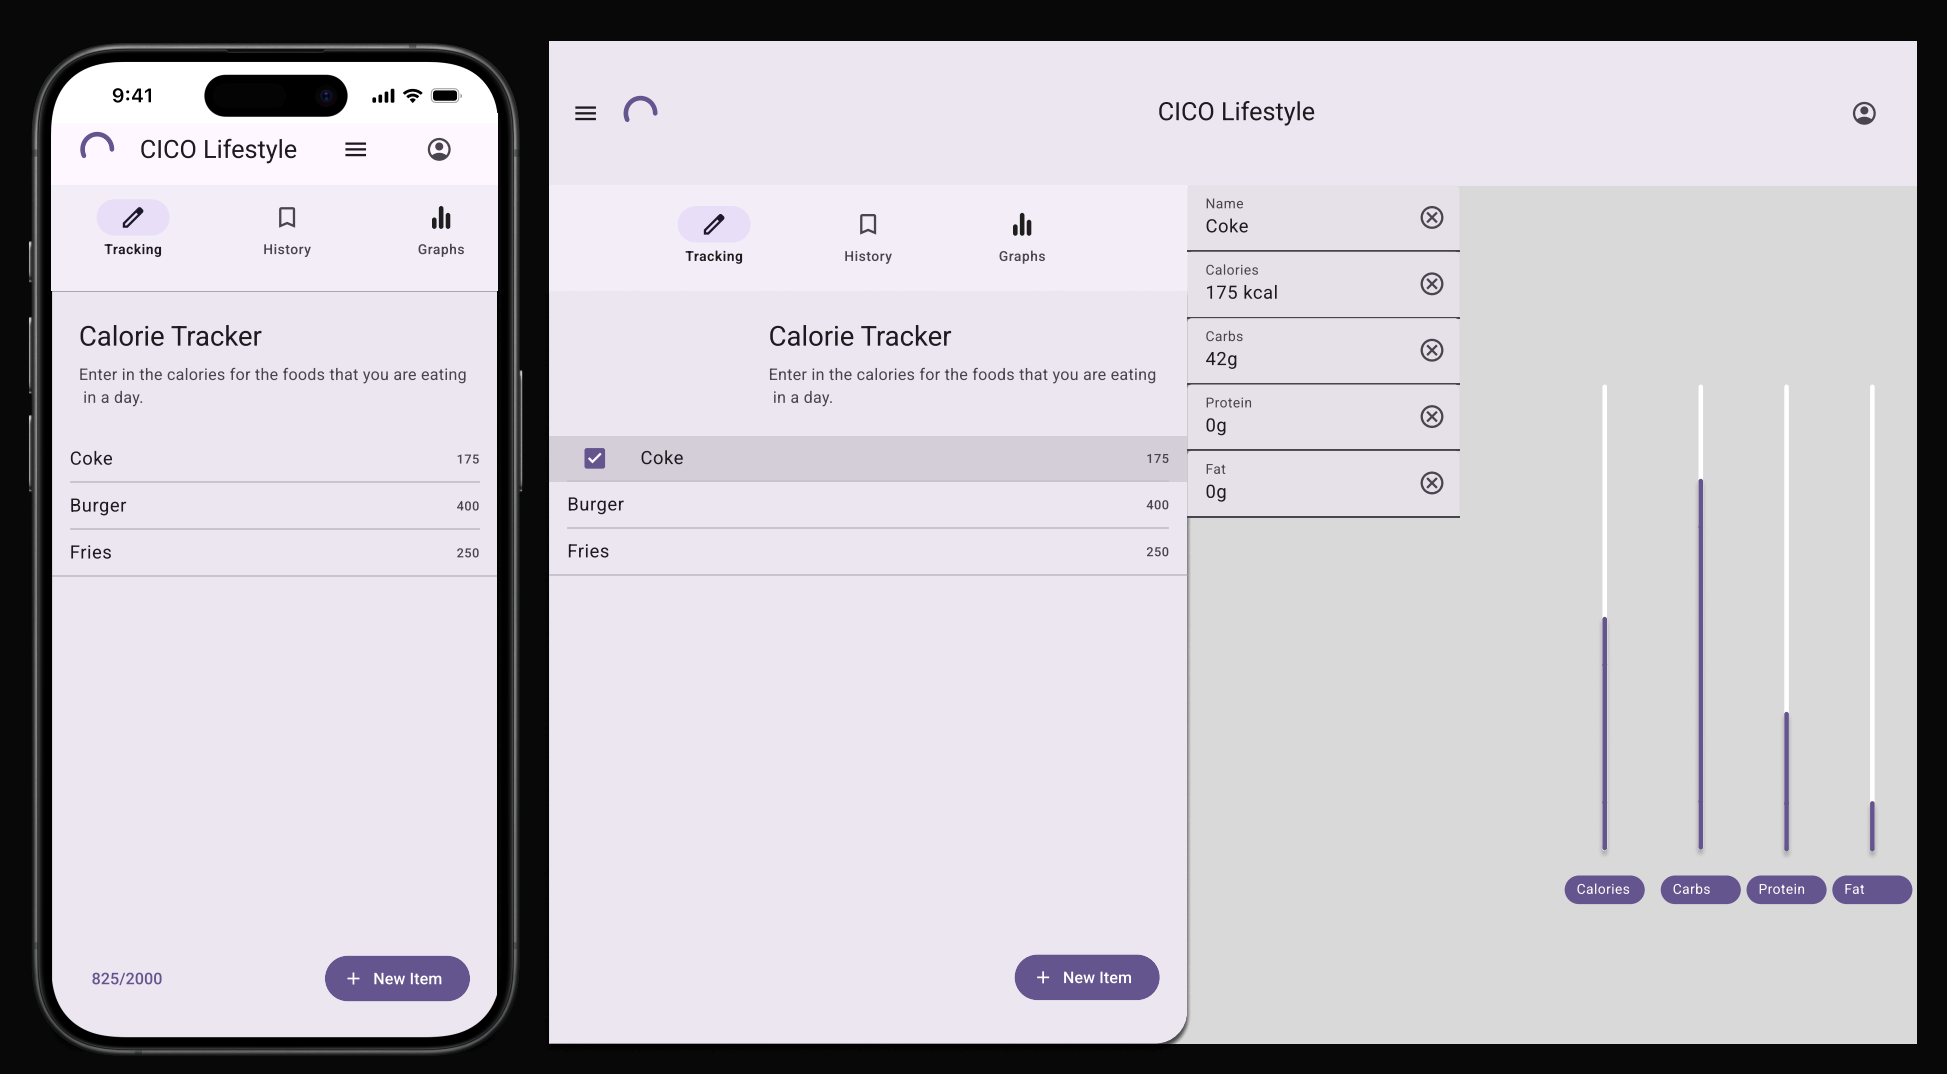 9:41
CICO Lifestyle
Tracking
History
Graphs
Calorie Tracker
Enter in the calories for the foods that you are eating
in a day.
Coke 175
Burger 400
Fries 250
825/2000
+ New Item
CICO Lifestyle
Tracking
History
Graphs
Calorie Tracker
Enter in the calories for the foods that you are eating
in a day.
Coke 175
Burger 400
Fries 250
+ New Item
Name
Coke
Calories
175 kcal
Carbs
42g
Protein
0g
Fat
0g
Calories
Carbs
Protein
Fat